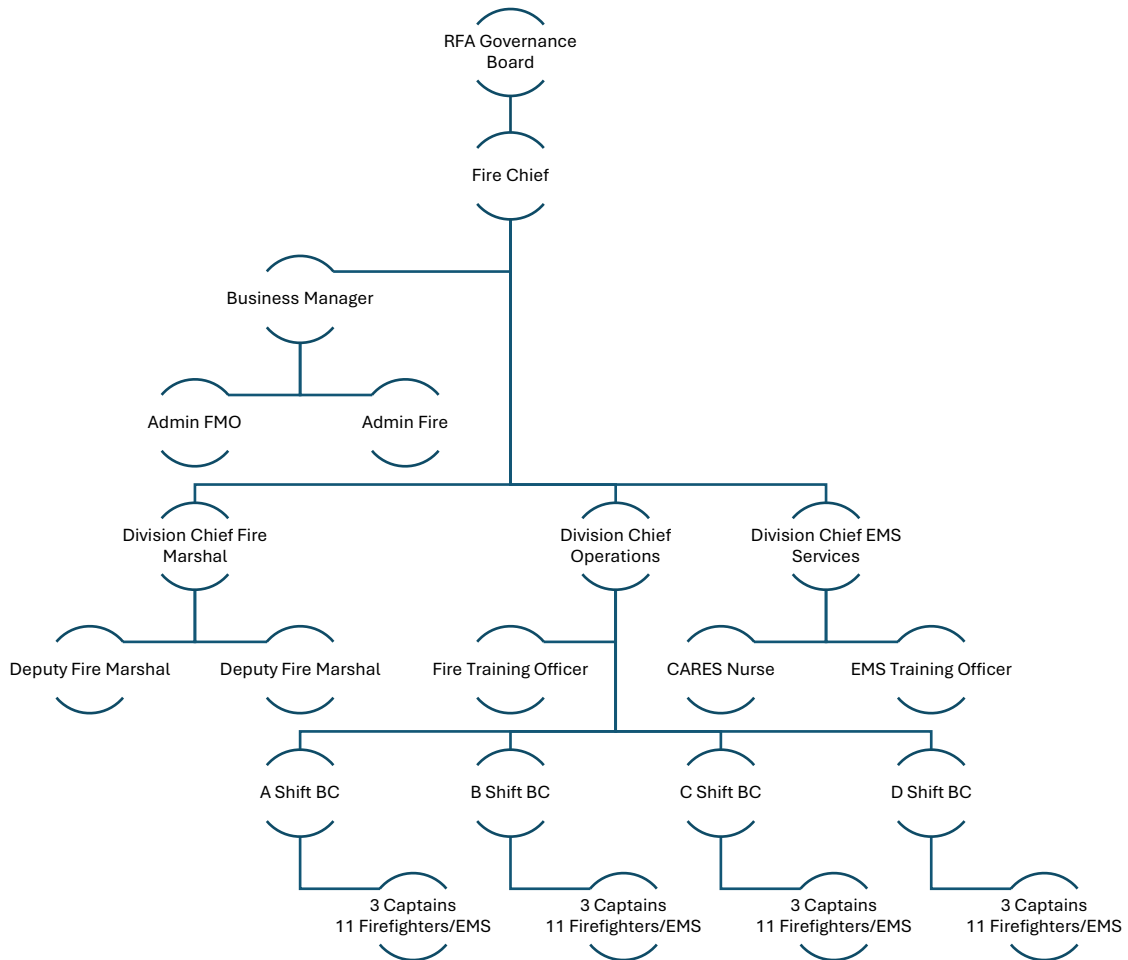 RFA Governance
Board
Fire Chief
Business Manager
Admin FMO
Admin Fire
Division Chief Fire
Marshal
Division Chief
Operations
Division Chief EMS
Services
Deputy Fire Marshal
Deputy Fire Marshal
Fire Training Officer
CARES Nurse
EMS Training Officer
A Shift BC
B Shift BC
C Shift BC
D Shift BC
3 Captains
11 Firefighters/EMS
3 Captains
11 Firefighters/EMS
3 Captains
11 Firefighters/EMS
3 Captains
11 Firefighters/EMS